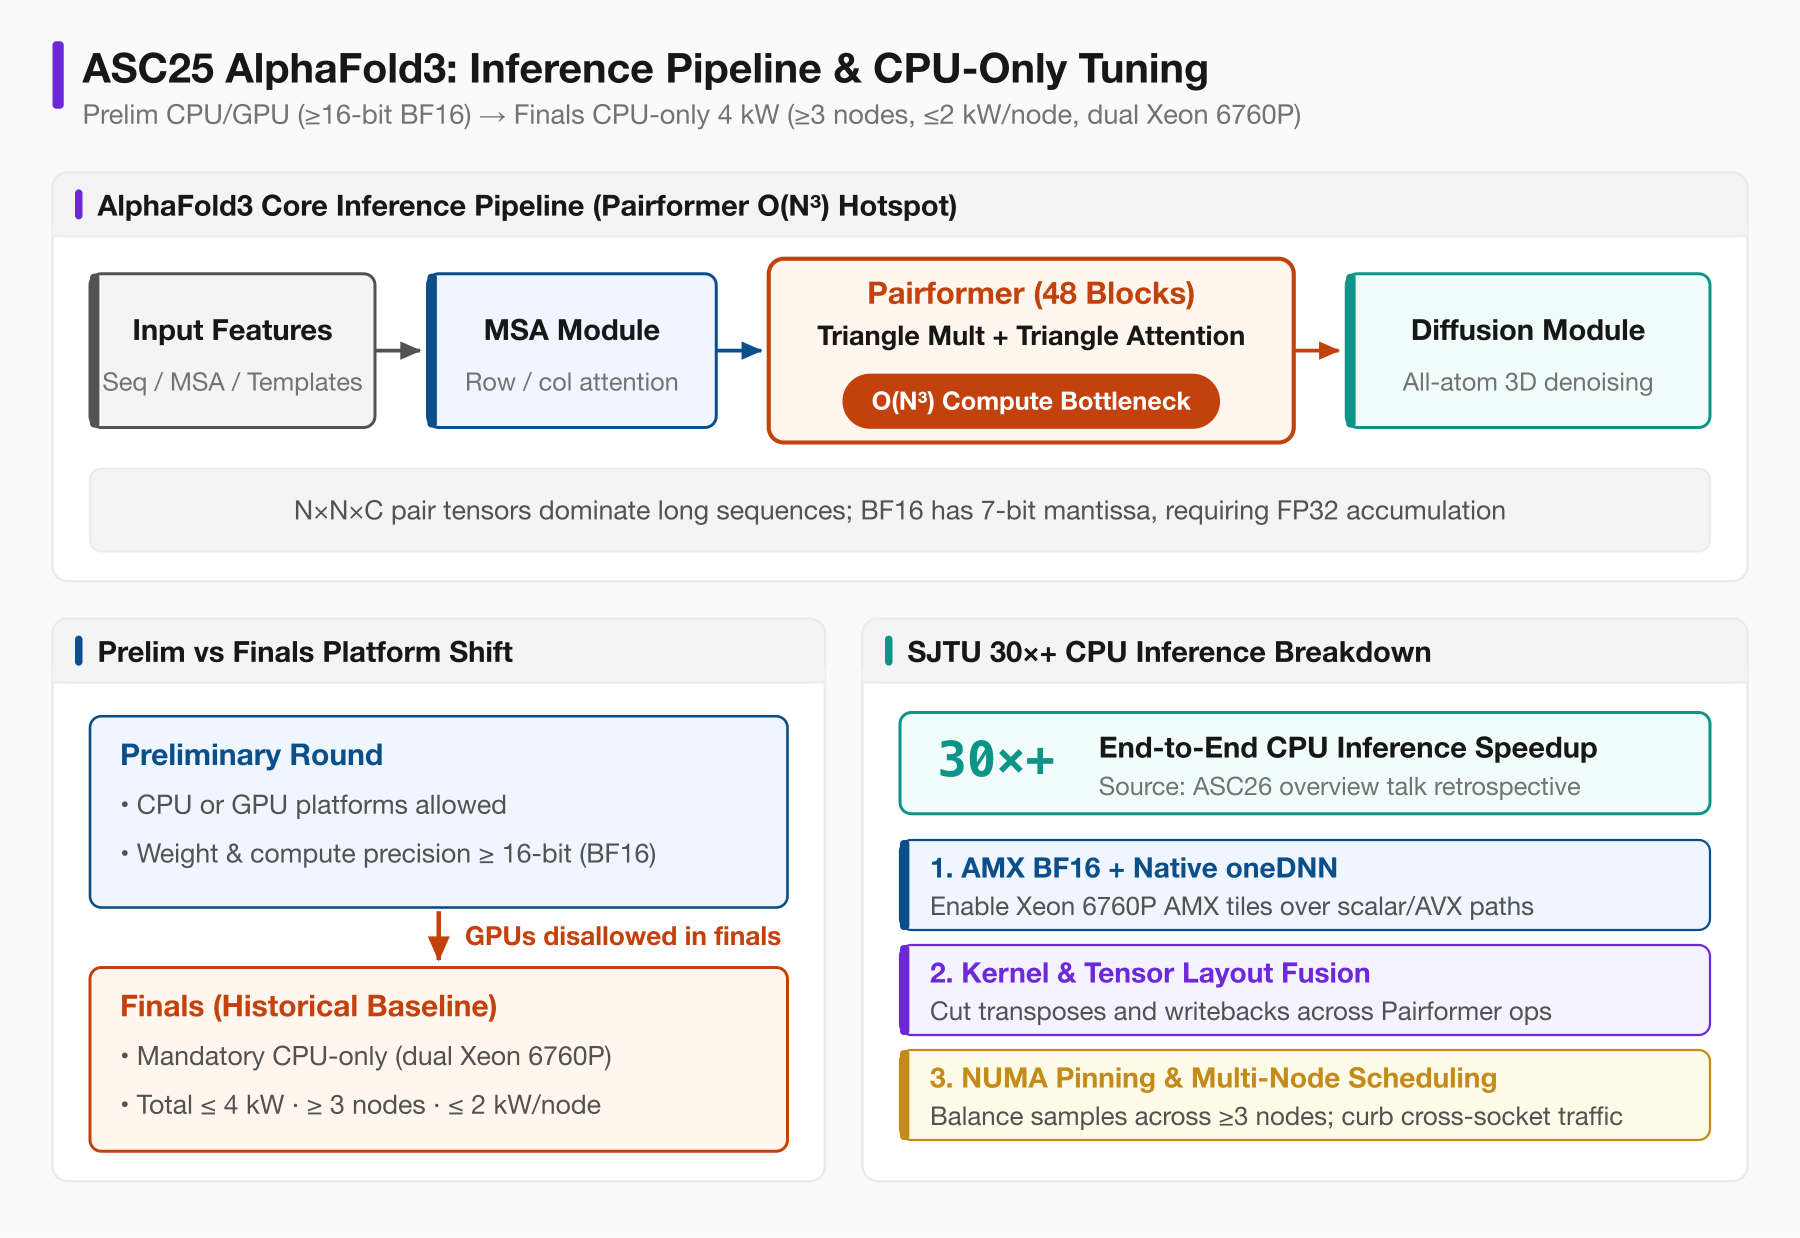 ASC25 AlphaFold3: Inference Pipeline & CPU-Only Tuning
Prelim CPU/GPU (≥16-bit BF16) → Finals CPU-only 4 kW (≥3 nodes, ≤2 kW/node, dual Xeon 6760P)
AlphaFold3 Core Inference Pipeline (Pairformer O(N³) Hotspot)
Input Features
Seq / MSA / Templates
MSA Module
Row / col attention
Pairformer (48 Blocks)
Triangle Mult + Triangle Attention
O(N³) Compute Bottleneck
Diffusion Module
All-atom 3D denoising
N×N×C pair tensors dominate long sequences; BF16 has 7-bit mantissa, requiring FP32 accumulation
Prelim vs Finals Platform Shift
Preliminary Round
• CPU or GPU platforms allowed
• Weight & compute precision ≥ 16-bit (BF16)
GPUs disallowed in finals
Finals (Historical Baseline)
• Mandatory CPU-only (dual Xeon 6760P)
• Total ≤ 4 kW · ≥ 3 nodes · ≤ 2 kW/node
SJTU 30×+ CPU Inference Breakdown
30×+
End-to-End CPU Inference Speedup
Source: ASC26 overview talk retrospective
1. AMX BF16 + Native oneDNN
Enable Xeon 6760P AMX tiles over scalar/AVX paths
2. Kernel & Tensor Layout Fusion
Cut transposes and writebacks across Pairformer ops
3. NUMA Pinning & Multi-Node Scheduling
Balance samples across ≥3 nodes; curb cross-socket traffic